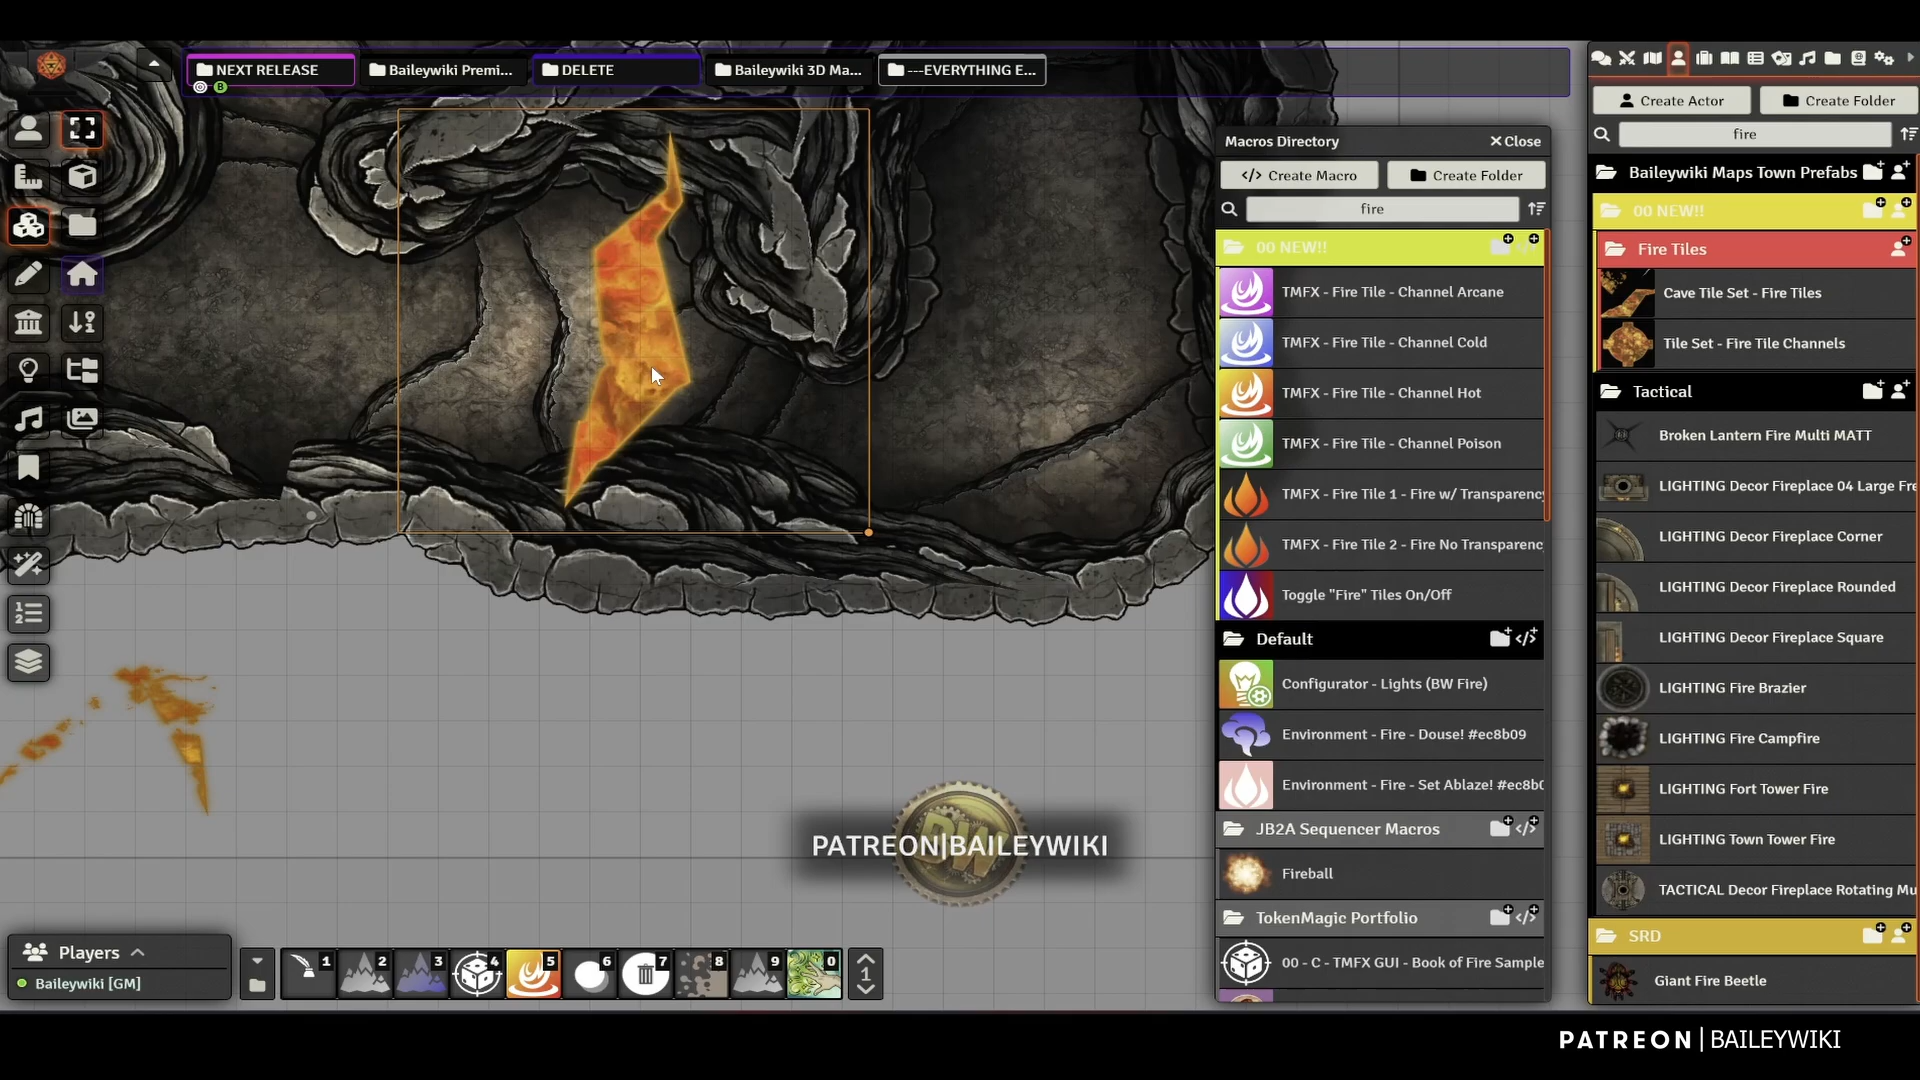 NEXT RELEASE
B
Baileywiki Premi...
DELETE
Baileywiki 3D Ma...
---EVERYTHING E...
Macros Directory
Close
Create Macro
Create Folder
fire
00 NEW!!
TMFX - Fire Tile - Channel Arcane
TMFX - Fire Tile - Channel Cold
TMFX - Fire Tile - Channel Hot
TMFX - Fire Tile - Channel Poison
TMFX - Fire Tile 1 - Fire w/ Transparency
TMFX - Fire Tile 2 - Fire No Transparenc
Toggle "Fire" Tiles On/Off
Default
Configurator - Lights (BW Fire)
Environment - Fire - Douse! #ec8b09
Environment - Fire - Set Ablaze! #ec8b0
JB2A Sequencer Macros
Fireball
TokenMagic Portfolio
00 - C - TMFX GUI - Book of Fire Sample
Create Actor
Create Folder
fire
Baileywiki Maps Town Prefabs
00 NEW!!
Fire Tiles
Cave Tile Set - Fire Tiles
Tile Set - Fire Tile Channels
Tactical
Broken Lantern Fire Multi MATT
LIGHTING Decor Fireplace 04 Large Fre
LIGHTING Decor Fireplace Corner
LIGHTING Decor Fireplace Rounded
LIGHTING Decor Fireplace Square
LIGHTING Fire Brazier
LIGHTING Fire Campfire
LIGHTING Fort Tower Fire
LIGHTING Town Tower Fire
TACTICAL Decor Fireplace Rotating Mu
SRD
Giant Fire Beetle
PATREON|BAILEYWIKI
BW
Players
Baileywiki [GM]
1 2 3 4 5 6 7 8 9 0
1
PATREON|BAILEYWIKI